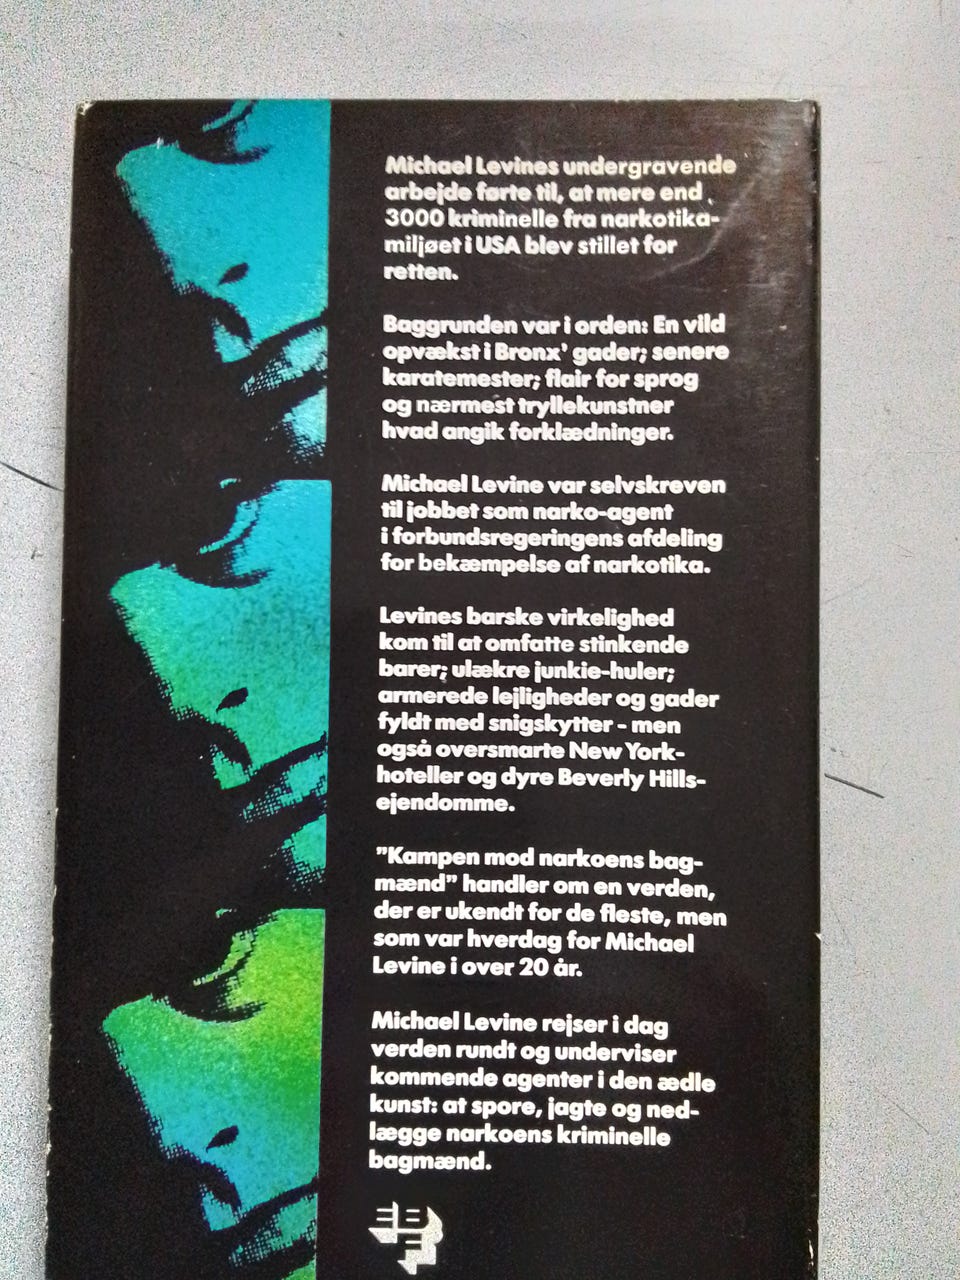 Michael Levines undergravende
arbejde førte til, at mere end
3000 kriminelle fra narkotika-
miljøet i USA blev stillet for
retten.
Baggrunden var i orden: En vild
opvækst i Bronx' gader; senere
karatemester; flair for sprog
og nærmest tryllekunstner
hvad angik forklædninger.
Michael Levine var selvskreven
til jobbet som narko-agent
i forbundsregeringens afdeling
for bekæmpelse af narkotika.
Levines barske virkelighed
kom til at omfatte stinkende
barer; ulækre junkie-huler;
armerede lejligheder og gader
fyldt med snigskytter - men
også oversmarte New York-
hoteller og dyre Beverly Hills-
ejendomme.
"Kampen mod narkoens bag-
mænd" handler om en verden,
der er ukendt for de fleste, men
som var hverdag for Michael
Levine i over 20 år.
Michael Levine rejser i dag
verden rundt og underviser
kommende agenter i den ædle
kunst: at spore, jagte og ned-
lægge narkoens kriminelle
bagmænd.